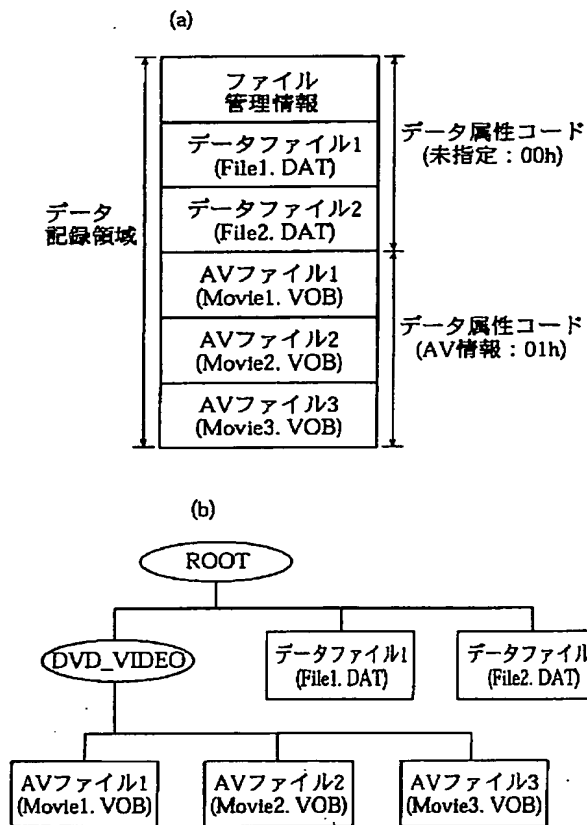 (a)
ファイル
管理情報
データファイル1
(File1. DAT)
データファイル2
(File2. DAT)
AVファイル1
(Movie1. VOB)
AVファイル2
(Movie2. VOB)
AVファイル3
(Movie3. VOB)
データ
記録領域
データ属性コード
(未指定:00h)
データ属性コード
(AV情報:01h)
(b)
ROOT
DVD_VIDEO
データファイル1
(File1. DAT)
データファイル
(File2. DAT)
AVファイル1
(Movie1. VOB)
AVファイル2
(Movie2. VOB)
AVファイル3
(Movie3. VOB)